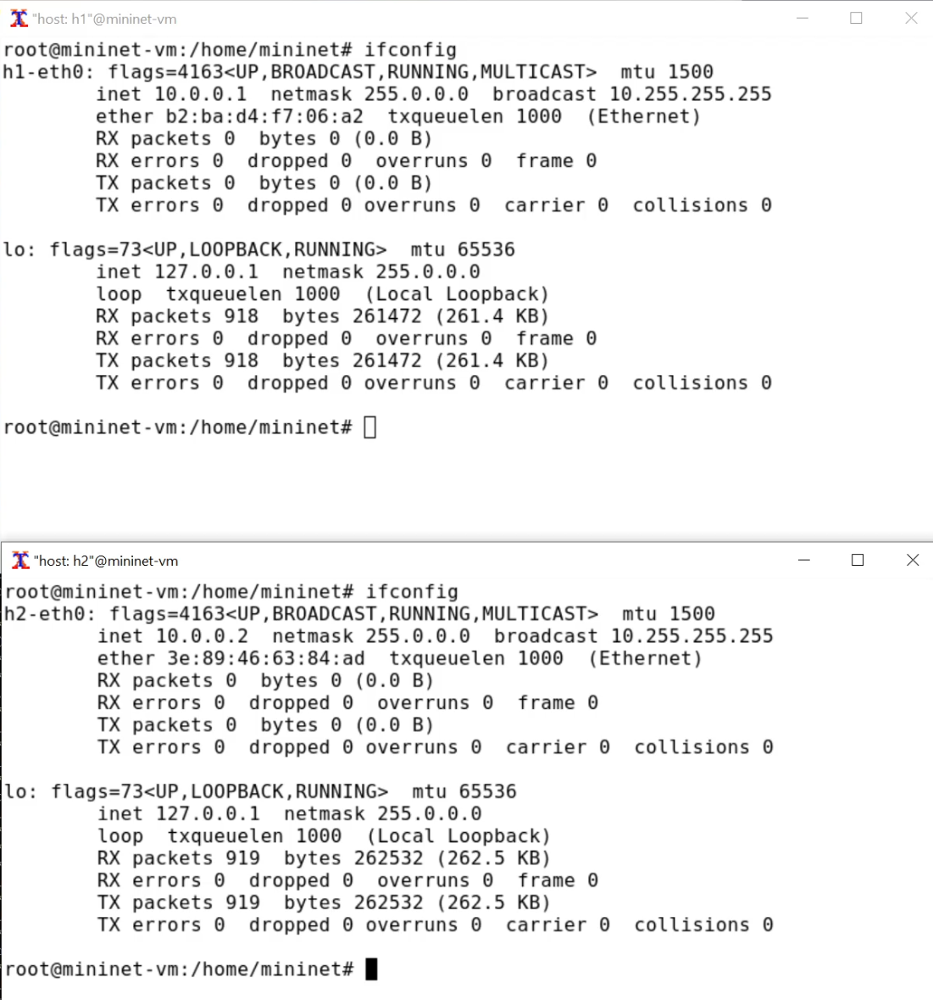 "host: h1"@mininet-vm
root@mininet-vm:/home/mininet# ifconfig
h1-eth0: flags=4163<UP,BROADCAST,RUNNING,MULTICAST>  mtu 1500
        inet 10.0.0.1  netmask 255.0.0.0  broadcast 10.255.255.255
        ether b2:ba:d4:f7:06:a2  txqueuelen 1000  (Ethernet)
        RX packets 0  bytes 0 (0.0 B)
        RX errors 0  dropped 0  overruns 0  frame 0
        TX packets 0  bytes 0 (0.0 B)
        TX errors 0  dropped 0 overruns 0  carrier 0  collisions 0
lo: flags=73<UP,LOOPBACK,RUNNING>  mtu 65536
        inet 127.0.0.1  netmask 255.0.0.0
        loop  txqueuelen 1000  (Local Loopback)
        RX packets 918  bytes 261472 (261.4 KB)
        RX errors 0  dropped 0  overruns 0  frame 0
        TX packets 918  bytes 261472 (261.4 KB)
        TX errors 0  dropped 0 overruns 0  carrier 0  collisions 0
root@mininet-vm:/home/mininet#
"host: h2"@mininet-vm
root@mininet-vm:/home/mininet# ifconfig
h2-eth0: flags=4163<UP,BROADCAST,RUNNING,MULTICAST>  mtu 1500
        inet 10.0.0.2  netmask 255.0.0.0  broadcast 10.255.255.255
        ether 3e:89:46:63:84:ad  txqueuelen 1000  (Ethernet)
        RX packets 0  bytes 0 (0.0 B)
        RX errors 0  dropped 0  overruns 0  frame 0
        TX packets 0  bytes 0 (0.0 B)
        TX errors 0  dropped 0 overruns 0  carrier 0  collisions 0
lo: flags=73<UP,LOOPBACK,RUNNING>  mtu 65536
        inet 127.0.0.1  netmask 255.0.0.0
        loop  txqueuelen 1000  (Local Loopback)
        RX packets 919  bytes 262532 (262.5 KB)
        RX errors 0  dropped 0  overruns 0  frame 0
        TX packets 919  bytes 262532 (262.5 KB)
        TX errors 0  dropped 0 overruns 0  carrier 0  collisions 0
root@mininet-vm:/home/mininet#